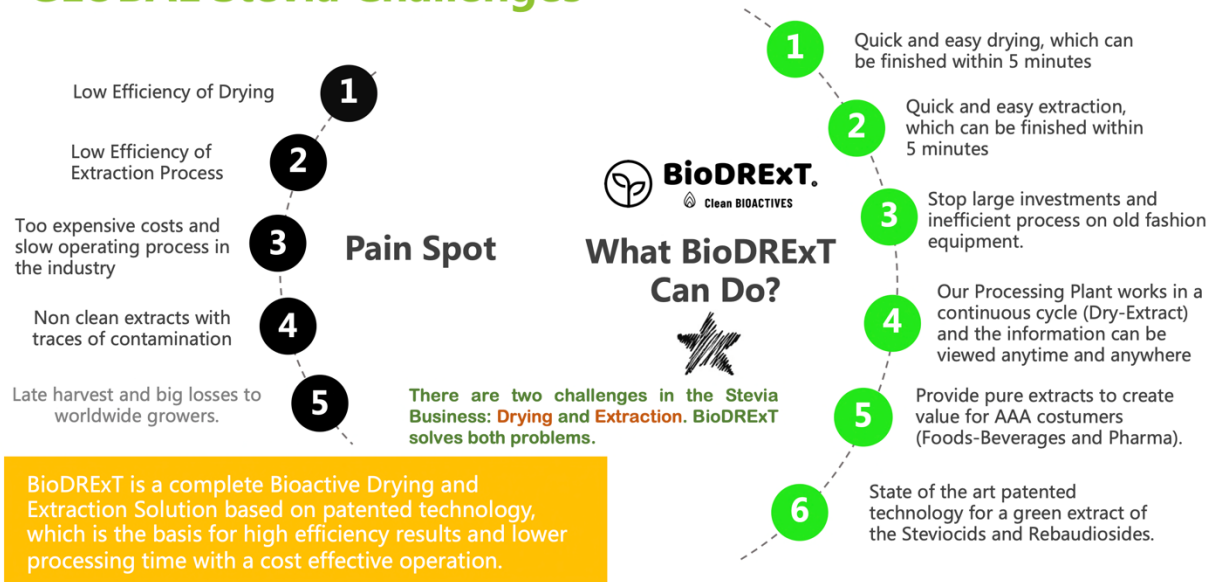 GLOBAL Stevia Challenges
1
Low Efficiency of Drying
2
Low Efficiency of
Extraction Process
3
Too expensive costs and
slow operating process in
the industry
4
Non clean extracts with
traces of contamination
5
Late harvest and big losses to
worldwide growers.
Pain Spot
BioDRExT®
Clean BIOACTIVES
What BioDRExT
Can Do?
There are two challenges in the Stevia
Business: Drying and Extraction. BioDRExT
solves both problems.
1
Quick and easy drying, which can
be finished within 5 minutes
2
Quick and easy extraction,
which can be finished within
5 minutes
3
Stop large investments and
inefficient process on old fashion
equipment.
4
Our Processing Plant works in a
continuous cycle (Dry-Extract)
and the information can be
viewed anytime and anywhere
5
Provide pure extracts to create
value for AAA costumers
(Foods-Beverages and Pharma).
6
State of the art patented
technology for a green extract of
the Steviocids and Rebaudiosides.
BioDRExT is a complete Bioactive Drying and
Extraction Solution based on patented technology,
which is the basis for high efficiency results and lower
processing time with a cost effective operation.